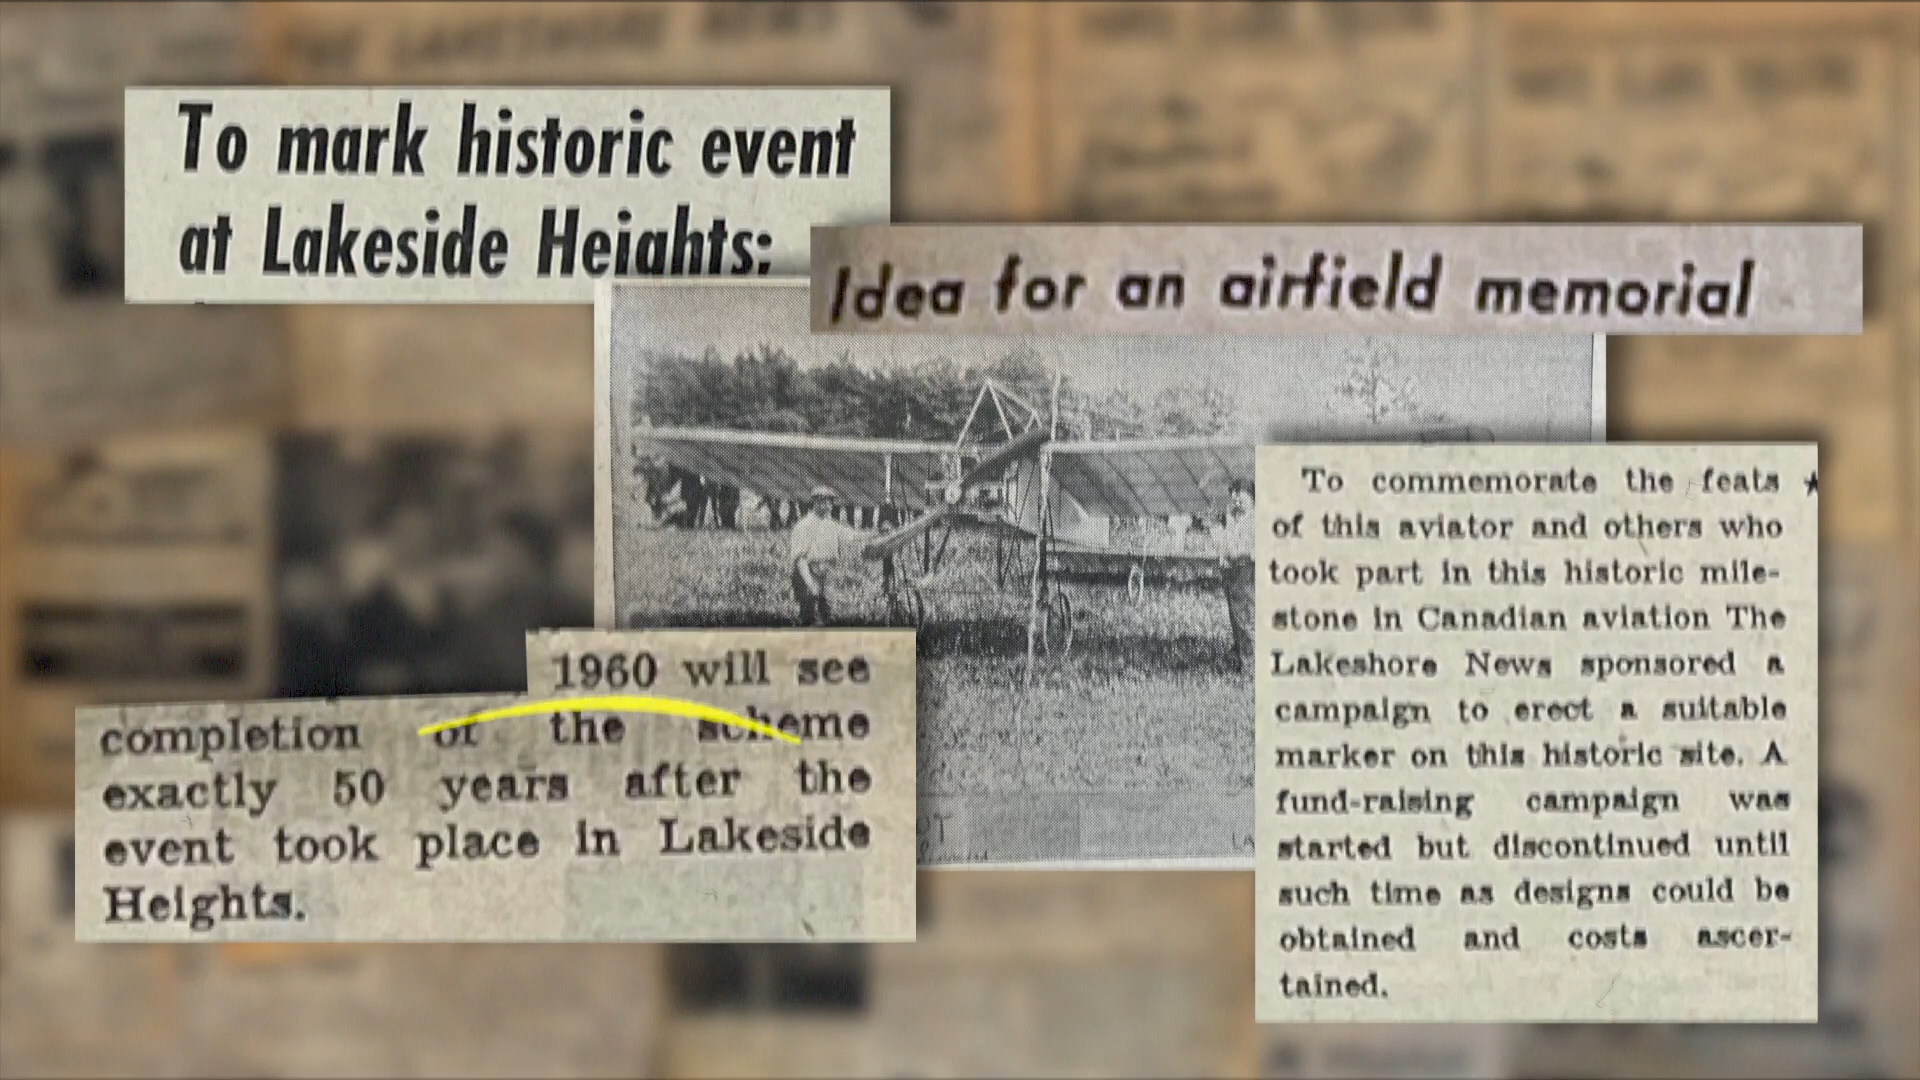 To mark historic event
at Lakeside Heights:
Idea for an airfield memorial
1960 will see
completion of the scheme
exactly 50 years after the
event took place in Lakeside
Heights.
To commemorate the feats
of this aviator and others who
took part in this historic mile-
stone in Canadian aviation The
Lakeshore News sponsored a
campaign to erect a suitable
marker on this historic site. A
fund-raising campaign was
started but discontinued until
such time as designs could be
obtained and costs ascer-
tained.